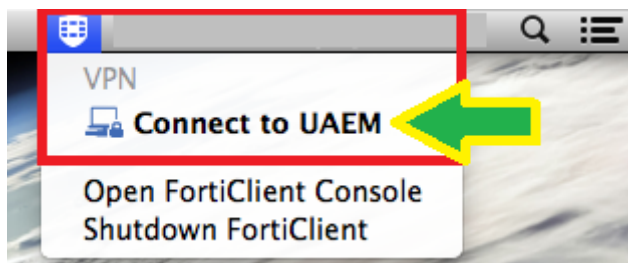 VPN
Connect to UAEM
Open FortiClient Console
Shutdown FortiClient